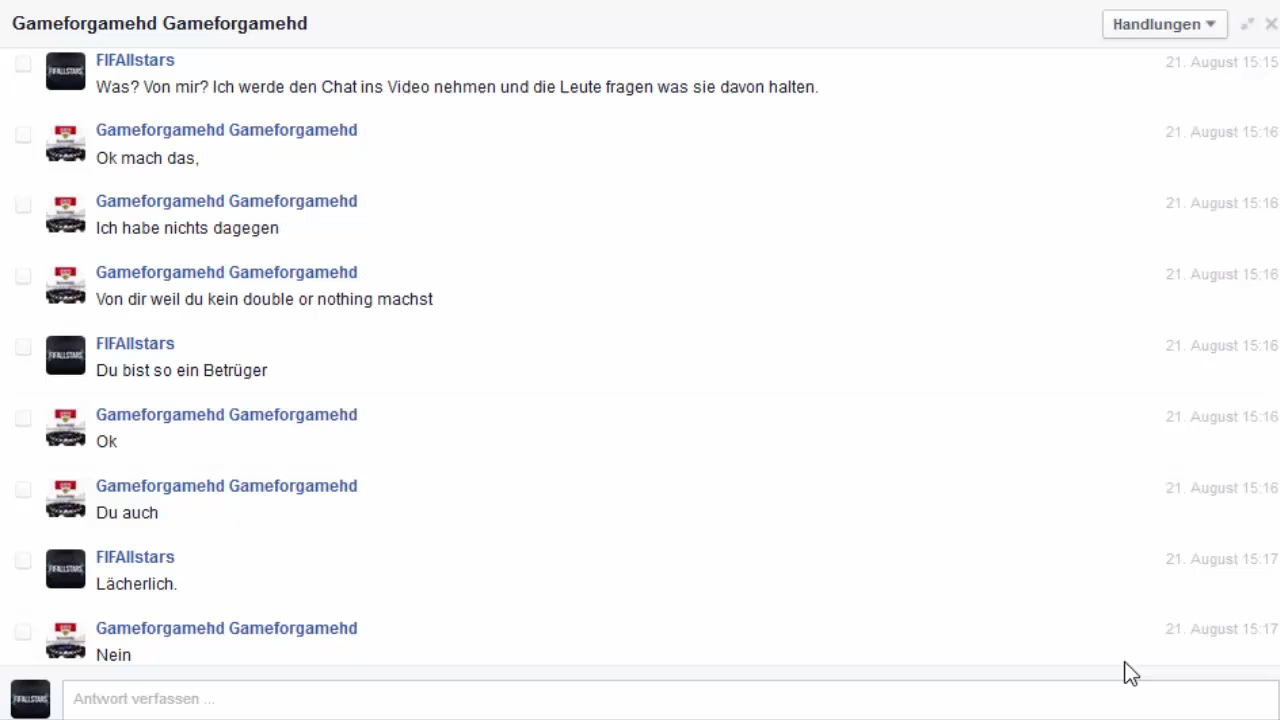 Gameforgamehd Gameforgamehd
Handlungen
FIFAllstars
21. August 15:15
Was? Von mir? Ich werde den Chat ins Video nehmen und die Leute fragen was sie davon halten.
Gameforgamehd Gameforgamehd
21. August 15:16
Ok mach das,
Gameforgamehd Gameforgamehd
21. August 15:16
Ich habe nichts dagegen
Gameforgamehd Gameforgamehd
21. August 15:16
Von dir weil du kein double or nothing machst
FIFAllstars
21. August 15:16
Du bist so ein Betrüger
Gameforgamehd Gameforgamehd
21. August 15:16
Ok
Gameforgamehd Gameforgamehd
21. August 15:16
Du auch
FIFAllstars
21. August 15:17
Lächerlich.
Gameforgamehd Gameforgamehd
21. August 15:17
Nein
FIFALLSTARS
Antwort verfassen ...